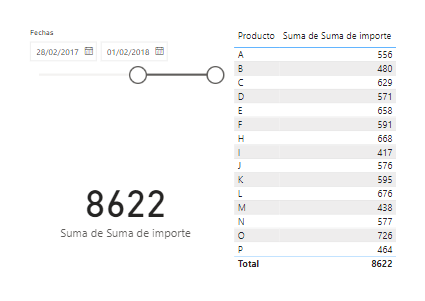 Fechas
28/02/2017 01/02/2018
8622
Suma de Suma de importe
Producto Suma de Suma de importe
A 556
B 480
C 629
D 571
E 658
F 591
H 668
I 417
J 576
K 595
L 676
M 438
N 577
O 726
P 464
Total 8622